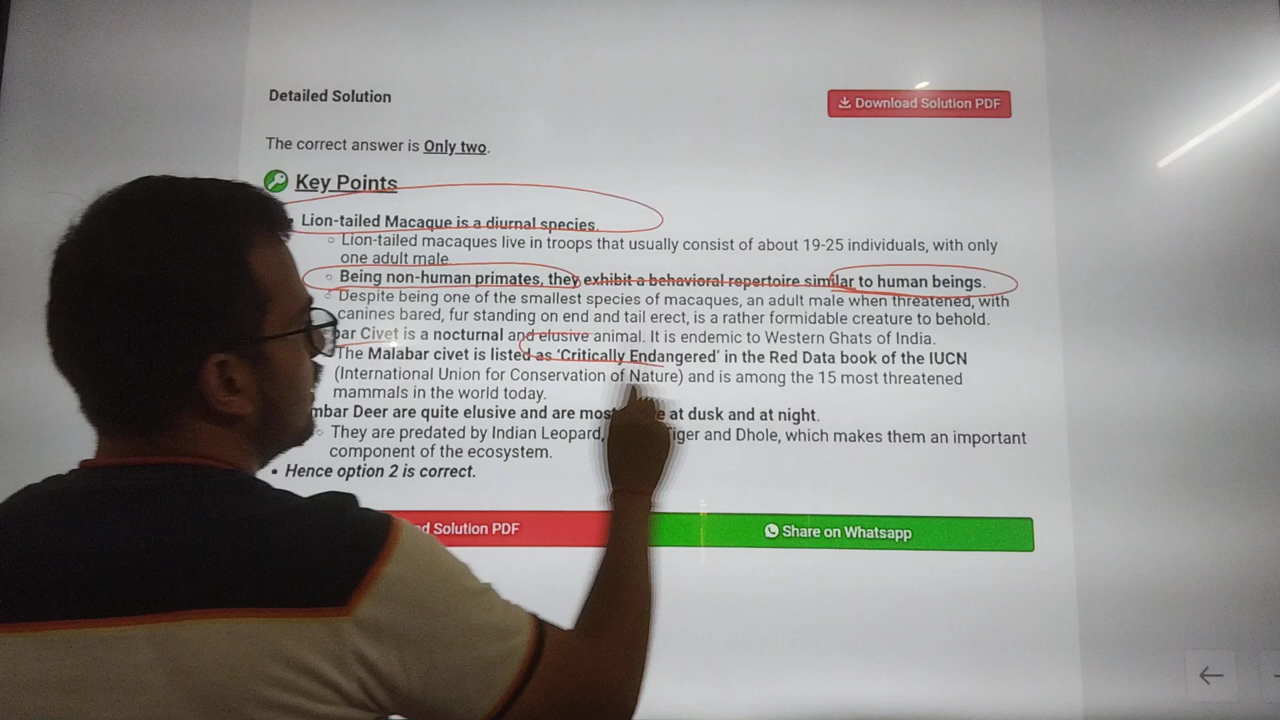 Detailed Solution
Download Solution PDF
The correct answer is Only two.
Key Points
• Lion-tailed Macaque is a diurnal species.
○ Lion-tailed macaques live in troops that usually consist of about 19-25 individuals, with only
one adult male.
○ Being non-human primates, they exhibit a behavioral repertoire similar to human beings.
○ Despite being one of the smallest species of macaques, an adult male when threatened, with
canines bared, fur standing on end and tail erect, is a rather formidable creature to behold.
Civet is a nocturnal and elusive animal. It is endemic to Western Ghats of India.
The Malabar civet is listed as 'Critically Endangered' in the Red Data book of the IUCN
(International Union for Conservation of Nature) and is among the 15 most threatened
mammals in the world today.
Deer are quite elusive and are at dusk and at night.
○ They are predated by Indian Leopard, and Dhole, which makes them an important
component of the ecosystem.
• Hence option 2 is correct.
Solution PDF
Share on Whatsapp